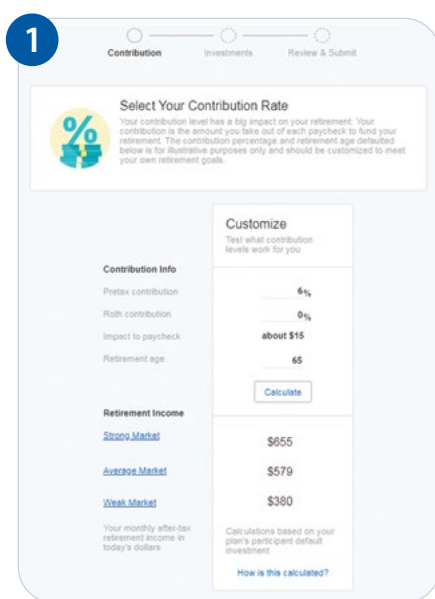 1
Contribution Investments Review & Submit
%
Select Your Contribution Rate
Your contribution level has a big impact on your retirement. Your
contribution is the amount you take out of each paycheck to fund your
retirement. The contribution percentage and retirement age defaulted
below is for illustrative purposes only and should be customized to meet
your own retirement goals.
Customize
Test what contribution
levels work for you
Contribution Info
Pretax contribution 6%
Roth contribution 0%
Impact to paycheck about $15
Retirement age 65
Calculate
Retirement Income
Strong Market $655
Average Market $579
Weak Market $380
Your monthly after-tax
retirement income in
today's dollars
Calculations based on your
plan's participant default
investment
How is this calculated?